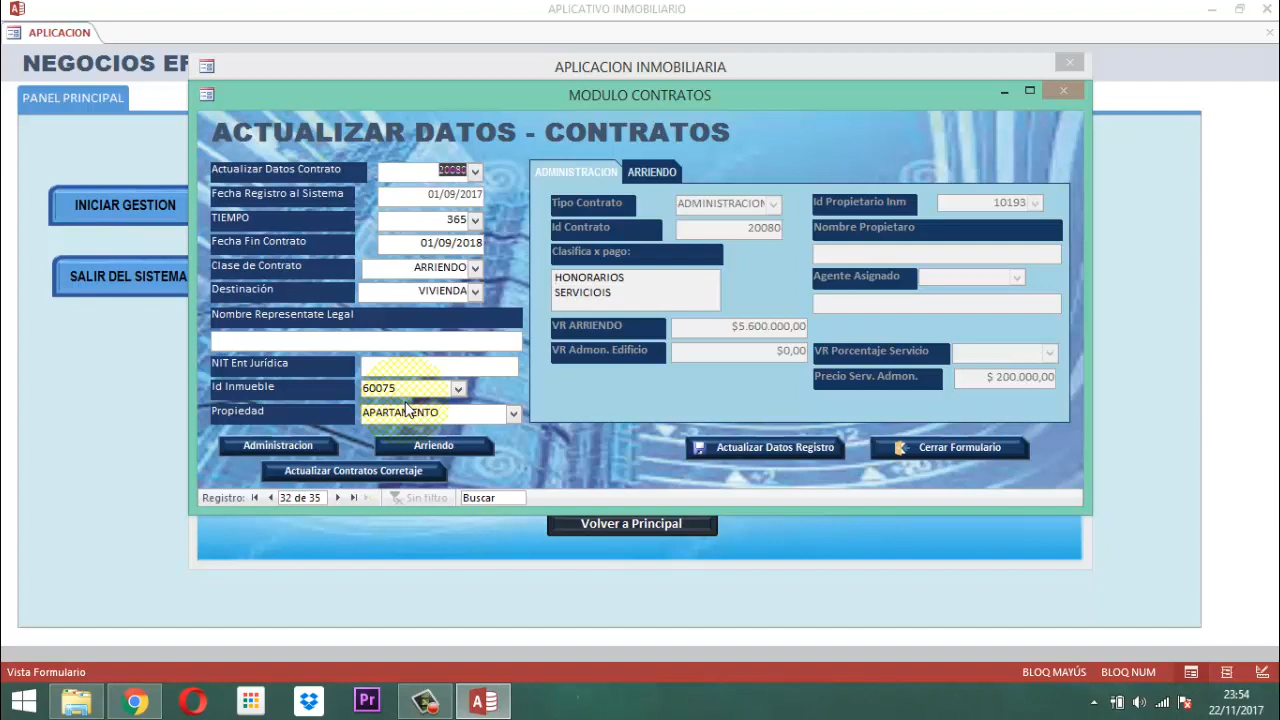 APLICATIVO INMOBILIARIO
APLICACION
NEGOCIOS EF
APLICACION INMOBILIARIA
PANEL PRINCIPAL
MODULO CONTRATOS
ACTUALIZAR DATOS - CONTRATOS
Actualizar Datos Contrato 20080
Fecha Registro al Sistema 01/09/2017
TIEMPO 365
Fecha Fin Contrato 01/09/2018
Clase de Contrato ARRIENDO
Destinación VIVIENDA
Nombre Representate Legal
NIT Ent Jurídica
Id Inmueble 60075
Propiedad APARTAMENTO
Administracion Arriendo
Actualizar Contratos Corretaje
ADMINISTRACION ARRIENDO
Tipo Contrato ADMINISTRACION
Id Contrato 20080
Clasifica x pago:
HONORARIOS
SERVICIOIS
VR ARRIENDO $5.600.000,00
VR Admon. Edificio $0,00
Id Propietario Inm 10193
Nombre Propietaro
Agente Asignado
VR Porcentaje Servicio
Precio Serv. Admon. $ 200.000,00
Actualizar Datos Registro Cerrar Formulario
Registro: 32 de 35 Sin filtro Buscar
Volver a Principal
INICIAR GESTION
SALIR DEL SISTEMA
Vista Formulario BLOQ MAYÚS BLOQ NUM
Pr
23:54
22/11/2017